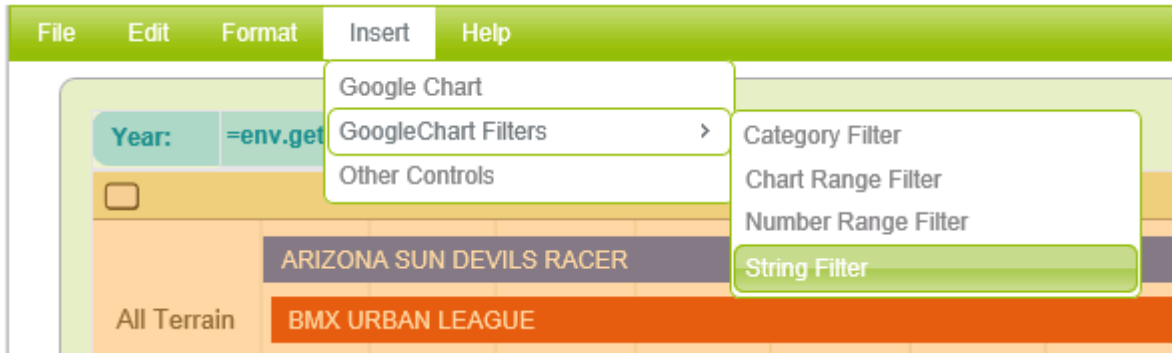 File Edit Format Insert Help
Google Chart
Year: =env.get GoogleChart Filters >
Category Filter
Other Controls
Chart Range Filter
Number Range Filter
ARIZONA SUN DEVILS RACER
String Filter
All Terrain
BMX URBAN LEAGUE